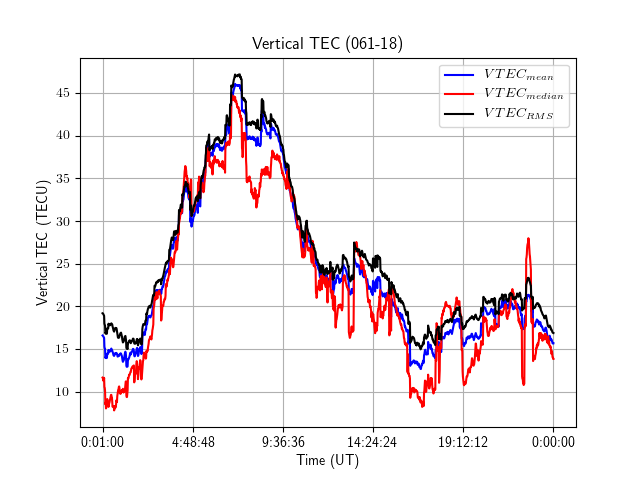 Vertical TEC (061-18)
VTEC_mean
VTEC_median
VTEC_RMS
Vertical TEC (TECU)
45
40
35
30
25
20
15
10
0:01:00 4:48:48 9:36:36 14:24:24 19:12:12 0:00:00
Time (UT)